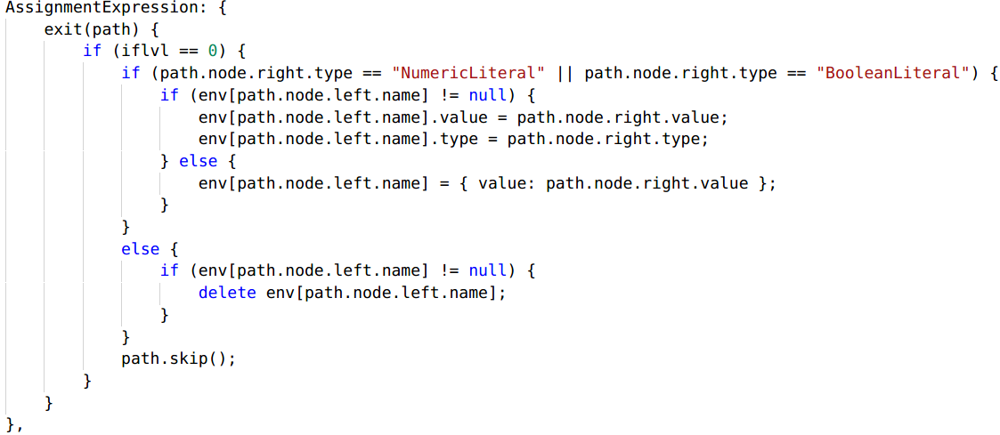 AssignmentExpression: {
    exit(path) {
        if (iflvl == 0) {
            if (path.node.right.type == "NumericLiteral" || path.node.right.type == "BooleanLiteral") {
                if (env[path.node.left.name] != null) {
                    env[path.node.left.name].value = path.node.right.value;
                    env[path.node.left.name].type = path.node.right.type;
                } else {
                    env[path.node.left.name] = { value: path.node.right.value };
                }
            }
            else {
                if (env[path.node.left.name] != null) {
                    delete env[path.node.left.name];
                }
            }
            path.skip();
        }
    }
},